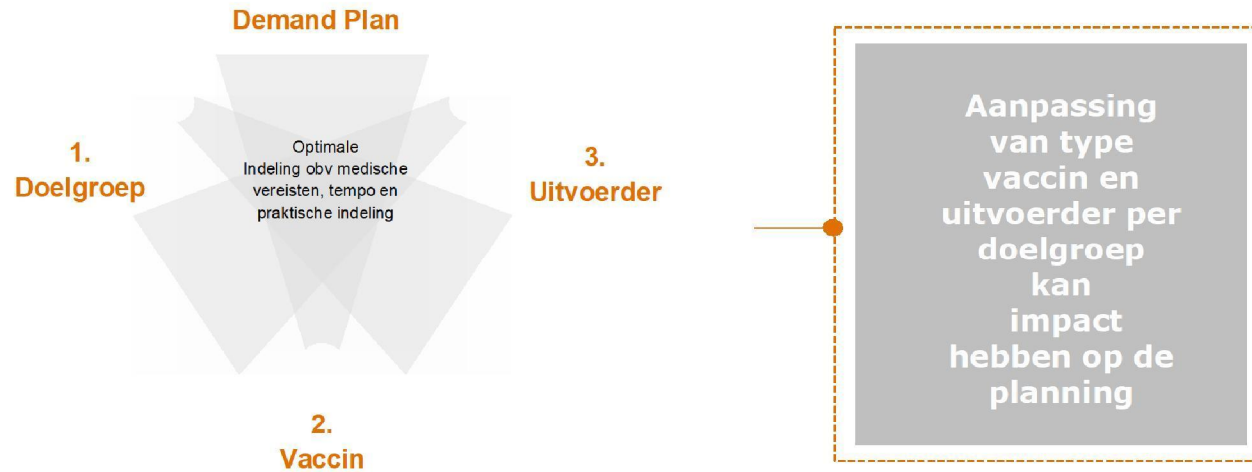 Demand Plan
1.
Doelgroep
Optimale
Indeling obv medische
vereisten, tempo en
praktische indeling
3.
Uitvoerder
2.
Vaccin
Aanpassing
van type
vaccin en
uitvoerder per
doelgroep
kan
impact
hebben op de
planning